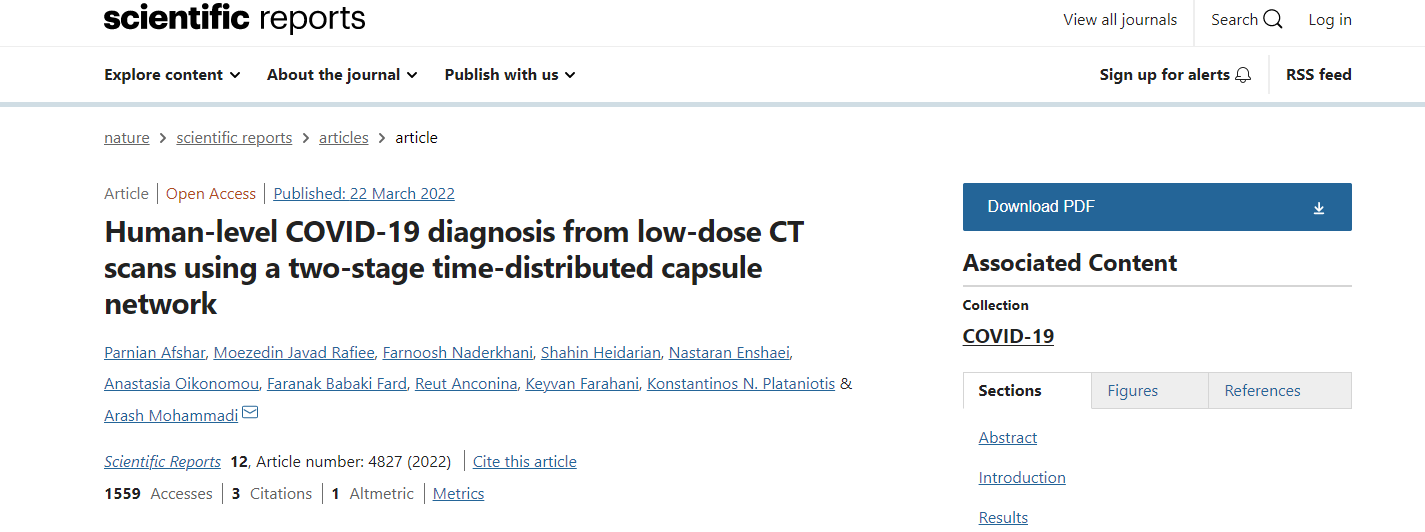 scientific reports
View all journals Search Log in
Explore content About the journal Publish with us
Sign up for alerts RSS feed
nature > scientific reports > articles > article
Article | Open Access | Published: 22 March 2022
Human-level COVID-19 diagnosis from low-dose CT
scans using a two-stage time-distributed capsule
network
Parnian Afshar, Moezedin Javad Rafiee, Farnoosh Naderkhani, Shahin Heidarian, Nastaran Enshaei,
Anastasia Oikonomou, Faranak Babaki Fard, Reut Anconina, Keyvan Farahani, Konstantinos N. Plataniotis &
Arash Mohammadi
Scientific Reports 12, Article number: 4827 (2022) | Cite this article
1559 Accesses | 3 Citations | 1 Altmetric | Metrics
Download PDF
Associated Content
Collection
COVID-19
Sections Figures References
Abstract
Introduction
Results